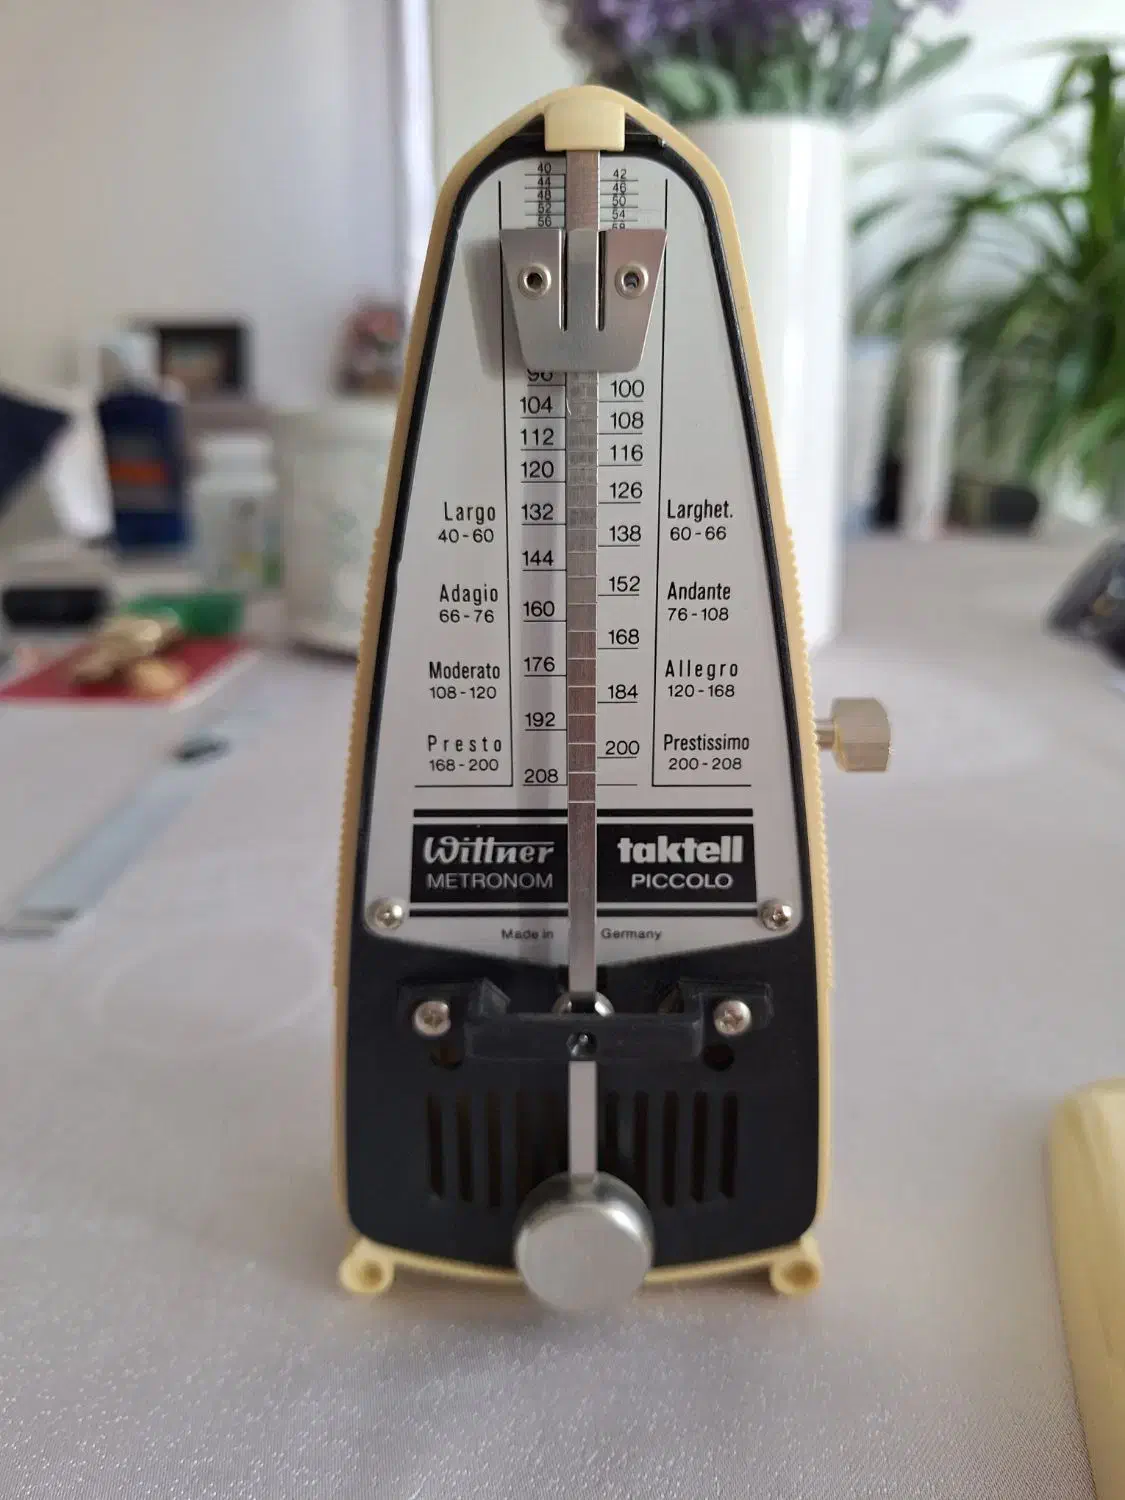 40 42
44 46
48 50
52 54
56 58
96 100
104 108
112 116
120 126
132 138
144 152
160 168
176 184
192 200
208
Largo
40-60
Larghet.
60-66
Adagio
66-76
Andante
76-108
Moderato
108-120
Allegro
120-168
Presto
168-200
Prestissimo
200-208
Wittner taktell
METRONOM PICCOLO
Made in Germany